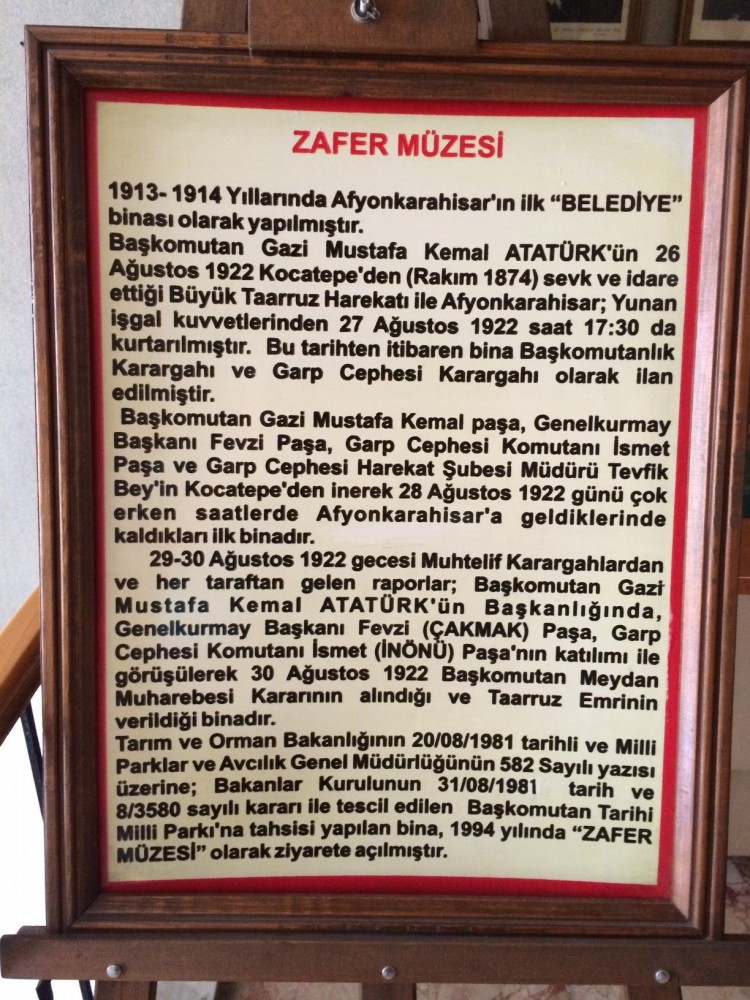 ZAFER MÜZESİ
1913- 1914 Yıllarında Afyonkarahisar'ın ilk “BELEDİYE”
binası olarak yapılmıştır.
Başkomutan Gazi Mustafa Kemal ATATÜRK'ün 26
Ağustos 1922 Kocatepe'den (Rakım 1874) sevk ve idare
ettiği Büyük Taarruz Harekatı ile Afyonkarahisar; Yunan
işgal kuvvetlerinden 27 Ağustos 1922 saat 17:30 da
kurtarılmıştır. Bu tarihten itibaren bina Başkomutanlık
Karargahı ve Garp Cephesi Karargahı olarak ilan
edilmiştir.
Başkomutan Gazi Mustafa Kemal paşa, Genelkurmay
Başkanı Fevzi Paşa, Garp Cephesi Komutanı İsmet
Paşa ve Garp Cephesi Harekat Şubesi Müdürü Tevfik
Bey'in Kocatepe'den inerek 28 Ağustos 1922 günü çok
erken saatlerde Afyonkarahisar'a geldiklerinde
kaldıkları ilk binadır.
29-30 Ağustos 1922 gecesi Muhtelif Karargahlardan
ve her taraftan gelen raporlar; Başkomutan Gazi
Mustafa Kemal ATATÜRK'ün Başkanlığında,
Genelkurmay Başkanı Fevzi (ÇAKMAK) Paşa, Garp
Cephesi Komutanı İsmet (İNÖNÜ) Paşa'nın katılımı ile
görüşülerek 30 Ağustos 1922 Başkomutan Meydan
Muharebesi Kararının alındığı ve Taarruz Emrinin
verildiği binadır.
Tarım ve Orman Bakanlığının 20/08/1981 tarihli ve Milli
Parklar ve Avcılık Genel Müdürlüğünün 582 Sayılı yazısı
üzerine; Bakanlar Kurulunun 31/08/1981 tarih ve
8/3580 sayılı kararı ile tescil edilen Başkomutan Tarihi
Milli Parkı'na tahsisi yapılan bina, 1994 yılında “ZAFER
MÜZESİ” olarak ziyarete açılmıştır.